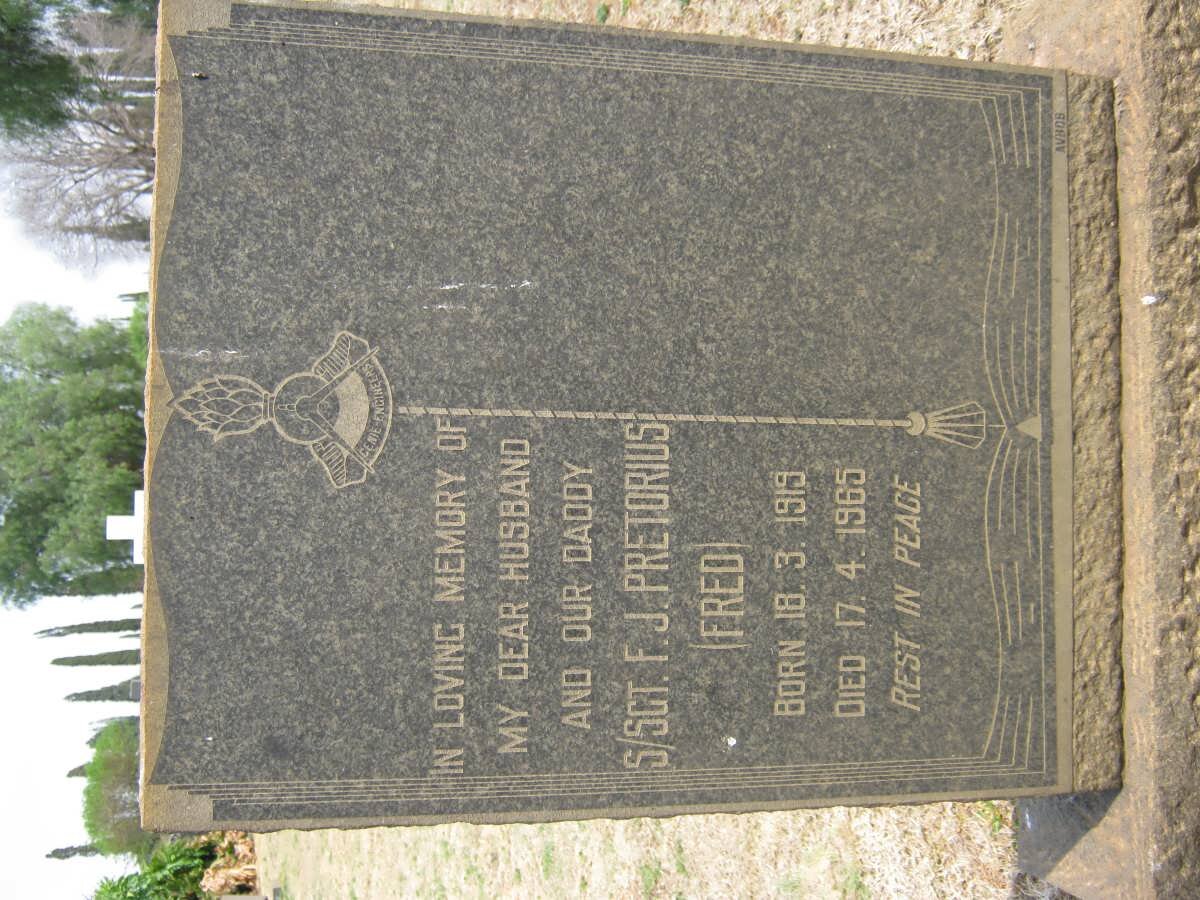 IN LOVING MEMORY OF
MY DEAR HUSBAND
AND OUR DADDY
S/SGT. F. J. PRETORIUS
(FRED)
BORN 18. 3. 1919
DIED 17. 4. 1965
REST IN PEACE
AVBOB